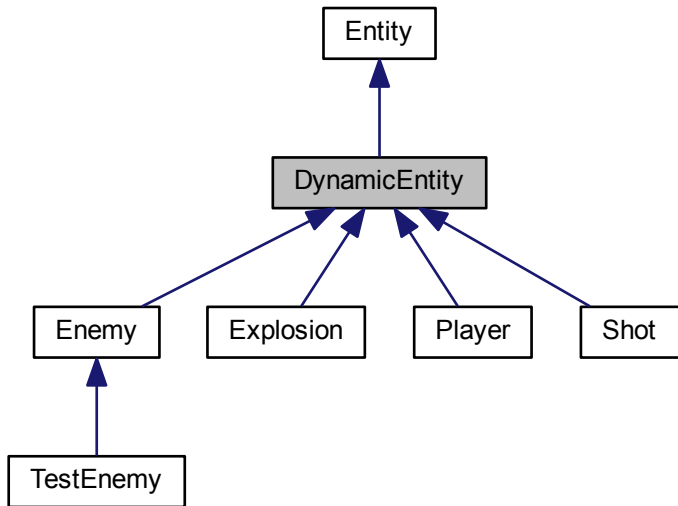 Entity
DynamicEntity
Enemy
Explosion
Player
Shot
TestEnemy